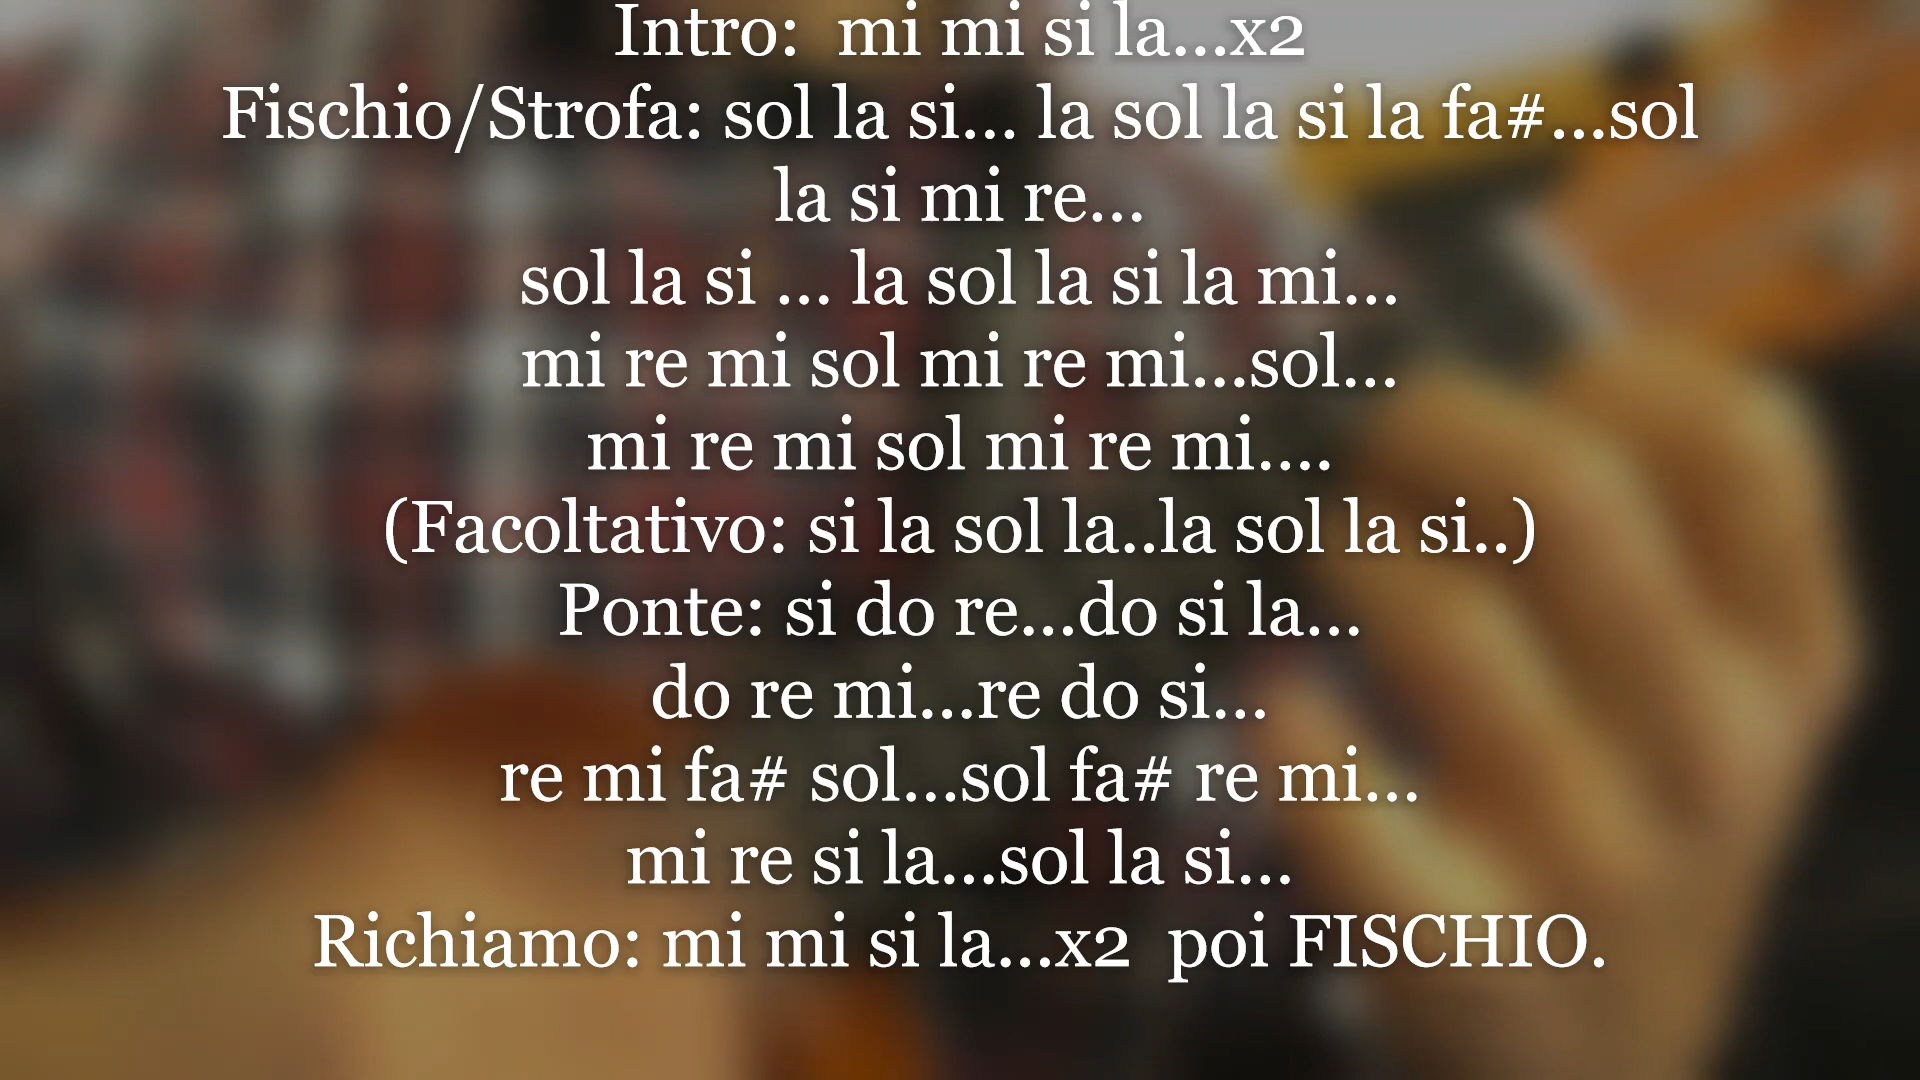 Intro:  mi mi si la...x2
Fischio/Strofa: sol la si... la sol la si la fa#...sol
la si mi re...
sol la si ... la sol la si la mi...
mi re mi sol mi re mi...sol...
mi re mi sol mi re mi....
(Facoltativo: si la sol la..la sol la si..)
Ponte: si do re...do si la...
do re mi...re do si...
re mi fa# sol...sol fa# re mi...
mi re si la...sol la si...
Richiamo: mi mi si la...x2  poi FISCHIO.